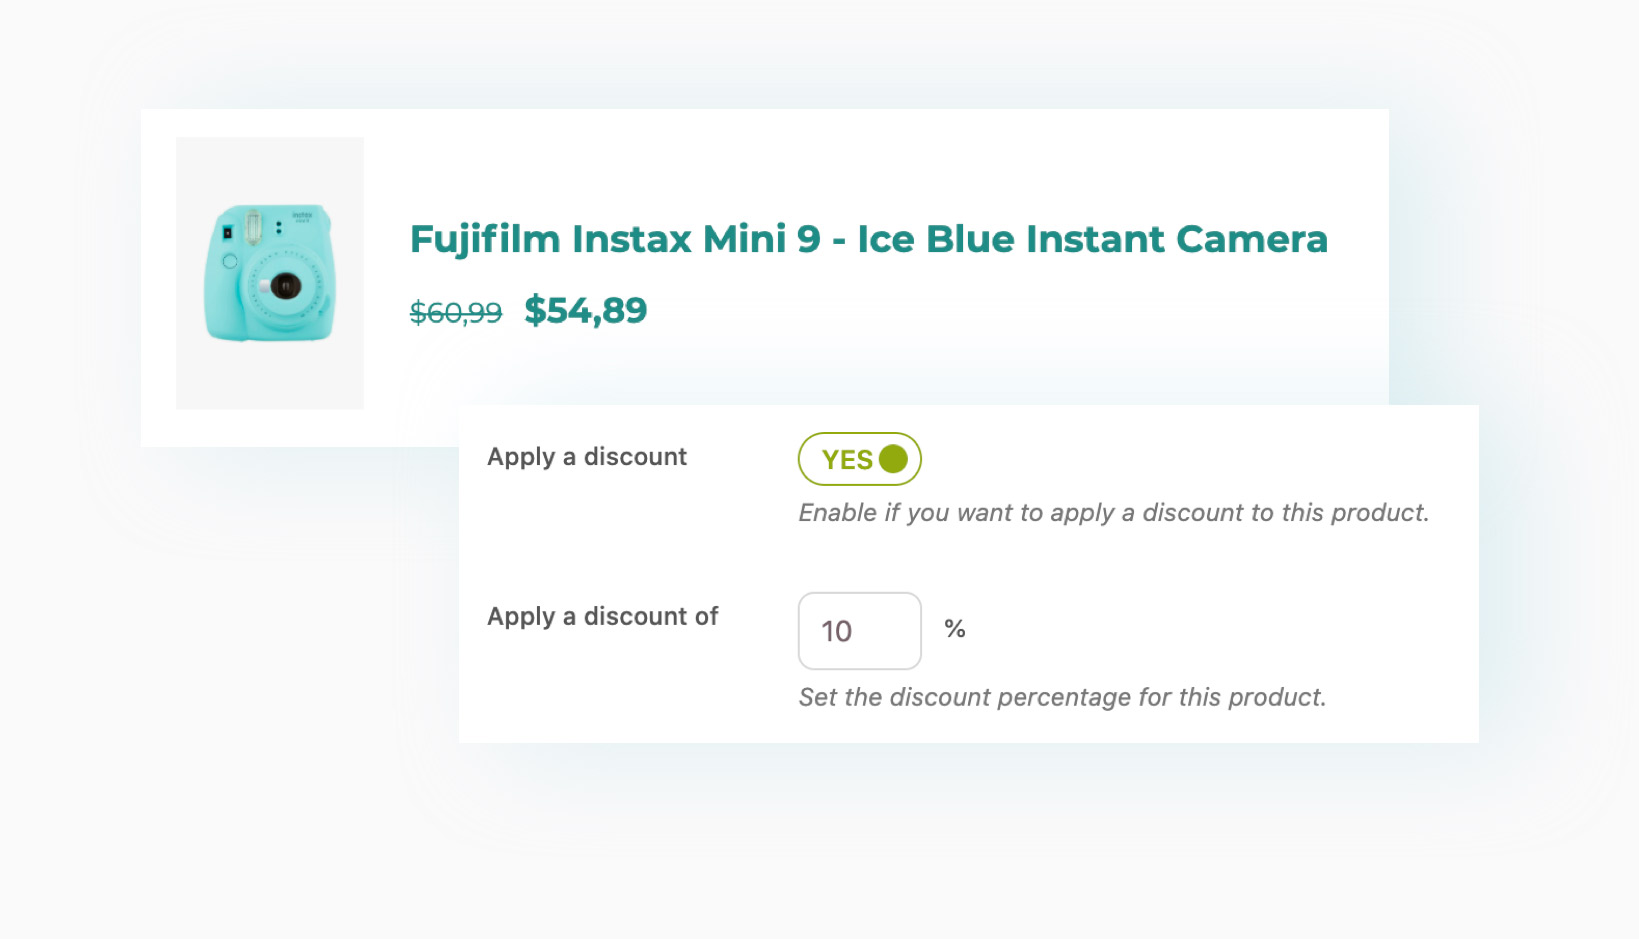 instax
Fujifilm Instax Mini 9 - Ice Blue Instant Camera
$60,99 $54,89
Apply a discount
YES
Enable if you want to apply a discount to this product.
Apply a discount of
10 %
Set the discount percentage for this product.